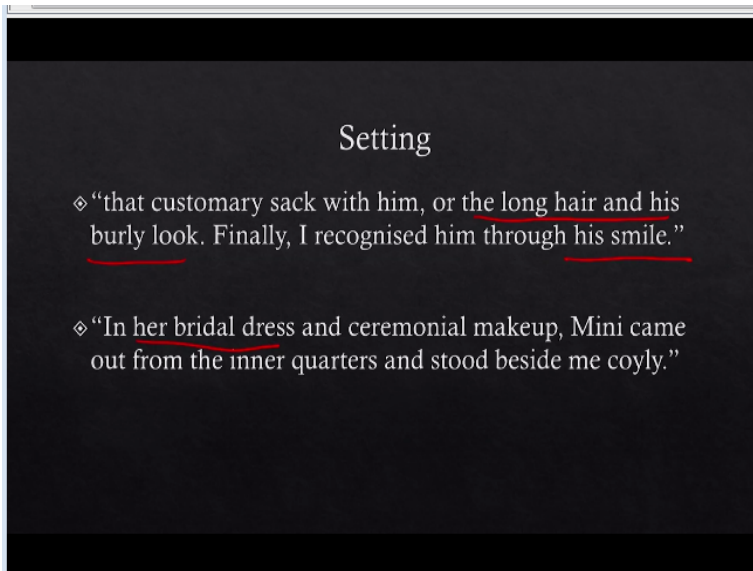 Setting
“that customary sack with him, or the long hair and his
burly look. Finally, I recognised him through his smile.”
“In her bridal dress and ceremonial makeup, Mini came
out from the inner quarters and stood beside me coyly.”